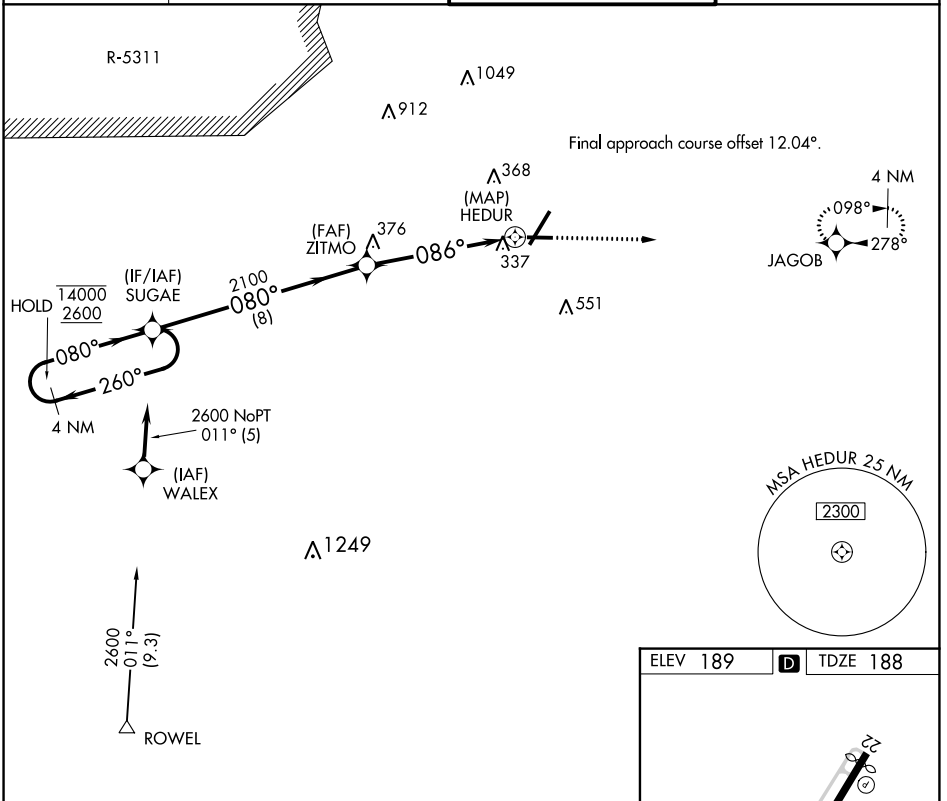 R-5311
1049
912
Final approach course offset 12.04°.
368
4 NM
(MAP)
HEDUR
098°
(FAF)
ZITMO
376
086°
337
278°
JAGOB
(IF/IAF)
SUGAE
2100
080°
(8)
HOLD
14000
2600
551
080°
260°
4 NM
2600 NoPT
011° (5)
(IAF)
WALEX
MSA HEDUR 25 NM
2300
1249
2600
011°
(9.3)
ROWEL
ELEV 189
D
TDZE 188
22
P